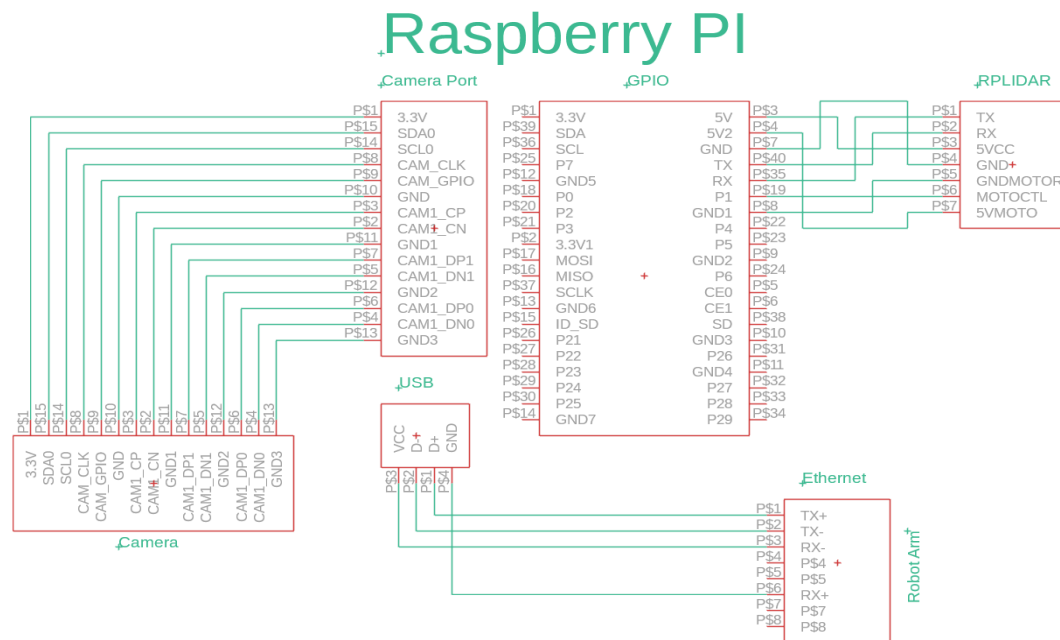 Raspberry PI
Camera Port
P$1 3.3V
P$15 SDA0
P$14 SCL0
P$8 CAM_CLK
P$9 CAM_GPIO
P$10 GND
P$3 CAM1_CP
P$2 CAM1_CN
P$11 GND1
P$7 CAM1_DP1
P$5 CAM1_DN1
P$12 GND2
P$6 CAM1_DP0
P$4 CAM1_DN0
P$13 GND3
GPIO
P$1 3.3V 5V P$3
P$39 SDA 5V2 P$4
P$36 SCL GND P$7
P$25 P7 TX P$40
P$12 GND5 RX P$35
P$18 P0 P1 P$19
P$20 P2 GND1 P$8
P$21 P3 P4 P$22
P$2 3.3V1 P5 P$23
P$17 MOSI GND2 P$9
P$16 MISO P6 P$24
P$37 SCLK CE0 P$5
P$13 GND6 CE1 P$6
P$15 ID_SD SD P$38
P$26 P21 GND3 P$10
P$27 P22 P26 P$31
P$28 P23 GND4 P$11
P$29 P24 P27 P$32
P$30 P25 P28 P$33
P$14 GND7 P29 P$34
RPLIDAR
P$1 TX
P$2 RX
P$3 5VCC
P$4 GND
P$5 GNDMOTOR
P$6 MOTOCTL
P$7 5VMOTO
P$1 3.3V
P$15 SDA0
P$14 SCL0
P$8 CAM_CLK
P$9 CAM_GPIO
P$10 GND
P$3 CAM1_CP
P$2 CAM1_CN
P$11 GND1
P$7 CAM1_DP1
P$5 CAM1_DN1
P$12 GND2
P$6 CAM1_DP0
P$4 CAM1_DN0
P$13 GND3
Camera
USB
VCC P$3
D- P$2
D+ P$1
GND P$4
Ethernet
P$1 TX+
P$2 TX-
P$3 RX-
P$4 P$4
P$5 P$5
P$6 RX+
P$7 P$7
P$8 P$8
Robot Arm